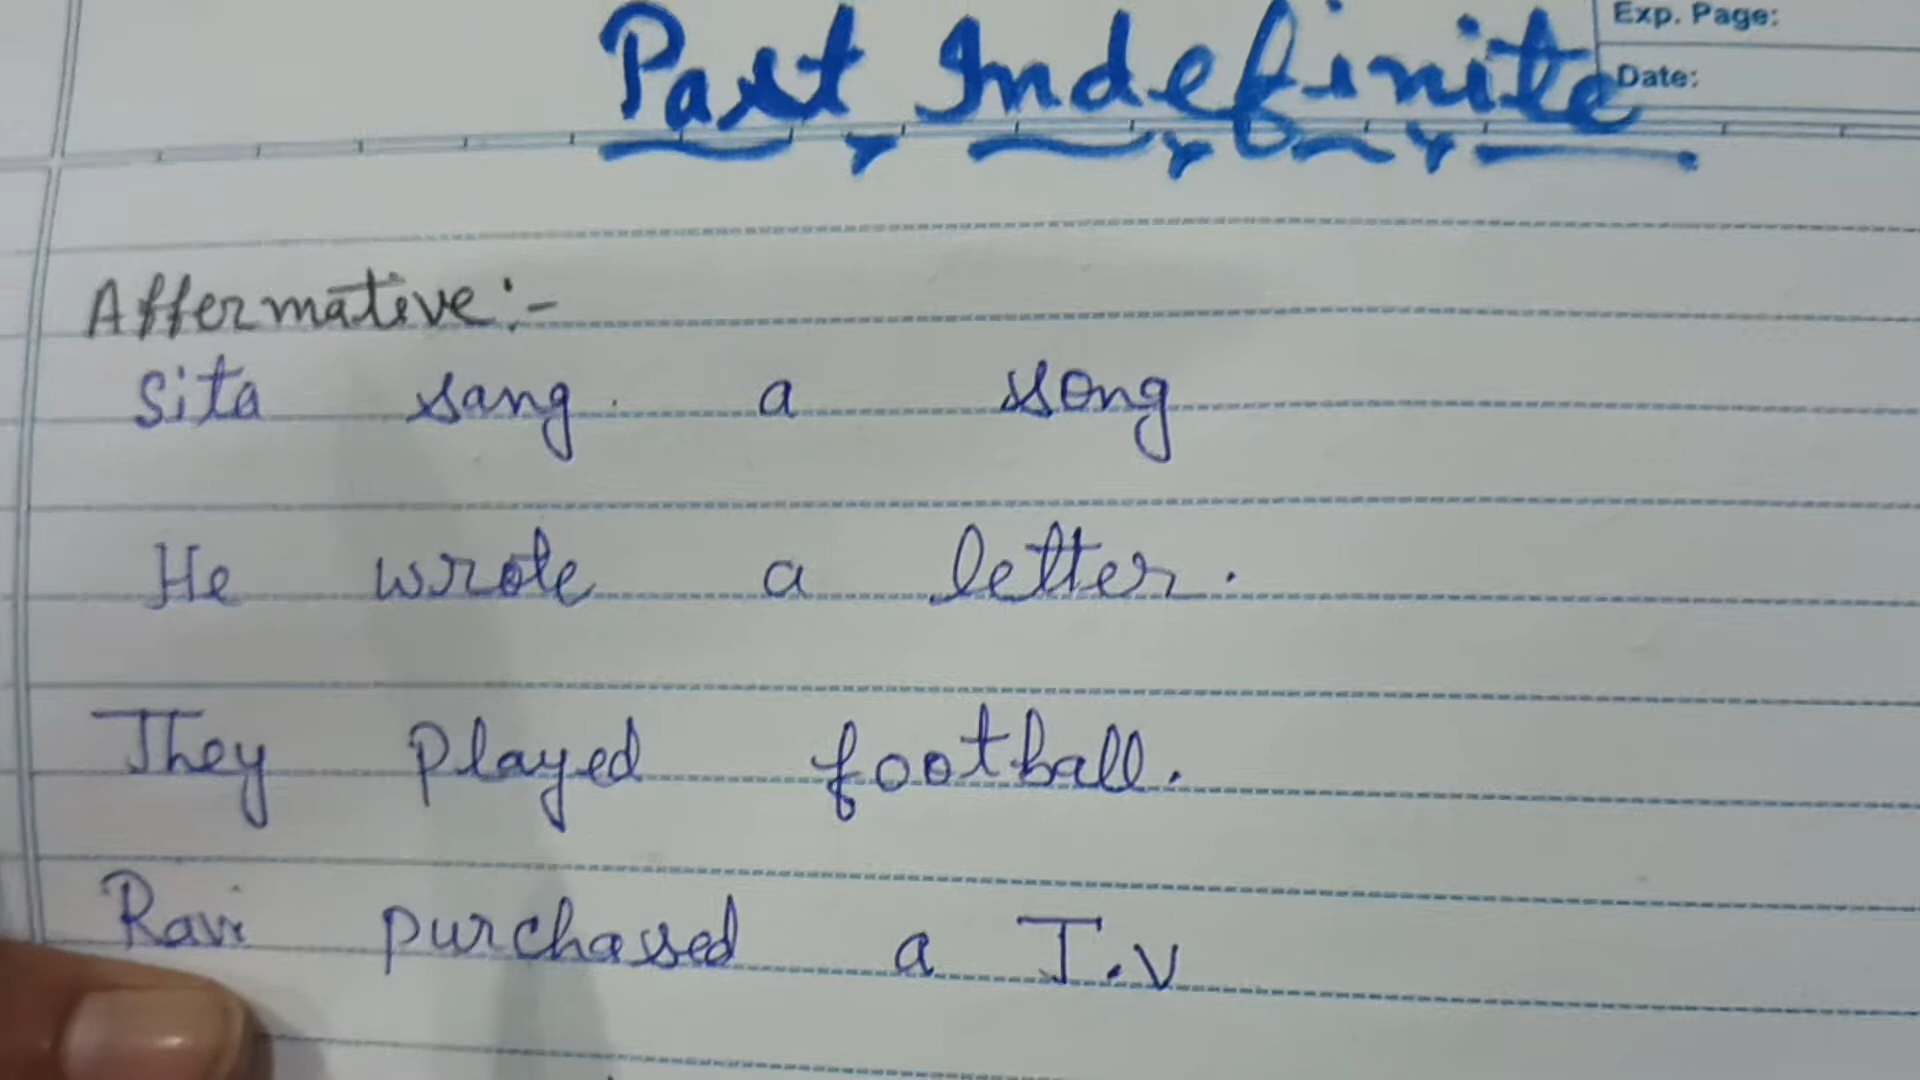 Exp. Page:
Past Indefinite
Date:
Affermative:-
Sita sang a song
He wrote a letter.
They played football.
Ravi purchased a T.V